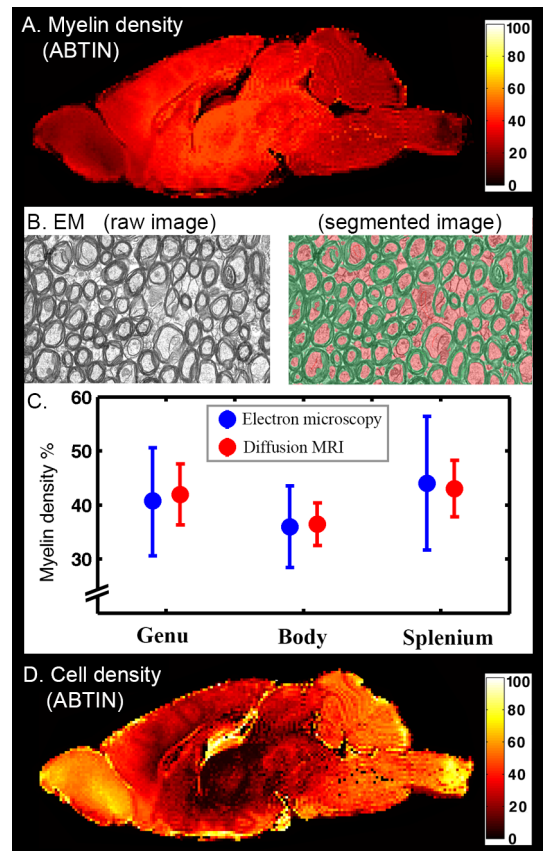 A. Myelin density
(ABTIN)
100
80
60
40
20
0
B. EM (raw image) (segmented image)
C.
60
50
40
30
Myelin density %
Electron microscopy
Diffusion MRI
Genu Body Splenium
D. Cell density
(ABTIN)
100
80
60
40
20
0